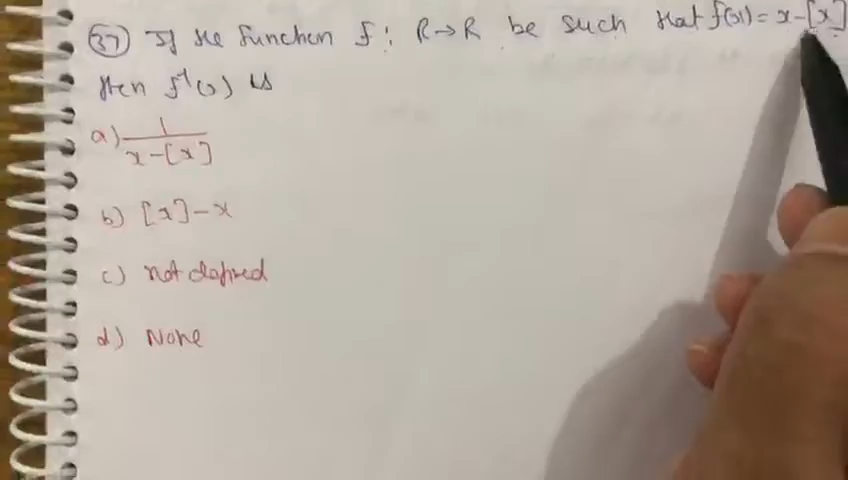 37 If the function f : R→R be such that f(x) = x-[x]
then f⁻¹(x) is
a) 1/(x-[x])
b) [x]-x
c) not defined
d) None